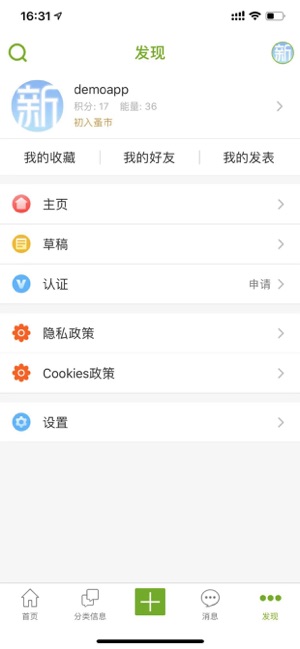 16:31
发现
新
新
demoapp
积分: 17 能量: 36
初入蚤市
我的收藏 我的好友 我的发表
主页
草稿
认证 申请
隐私政策
Cookies政策
设置
首页 分类信息 消息 发现